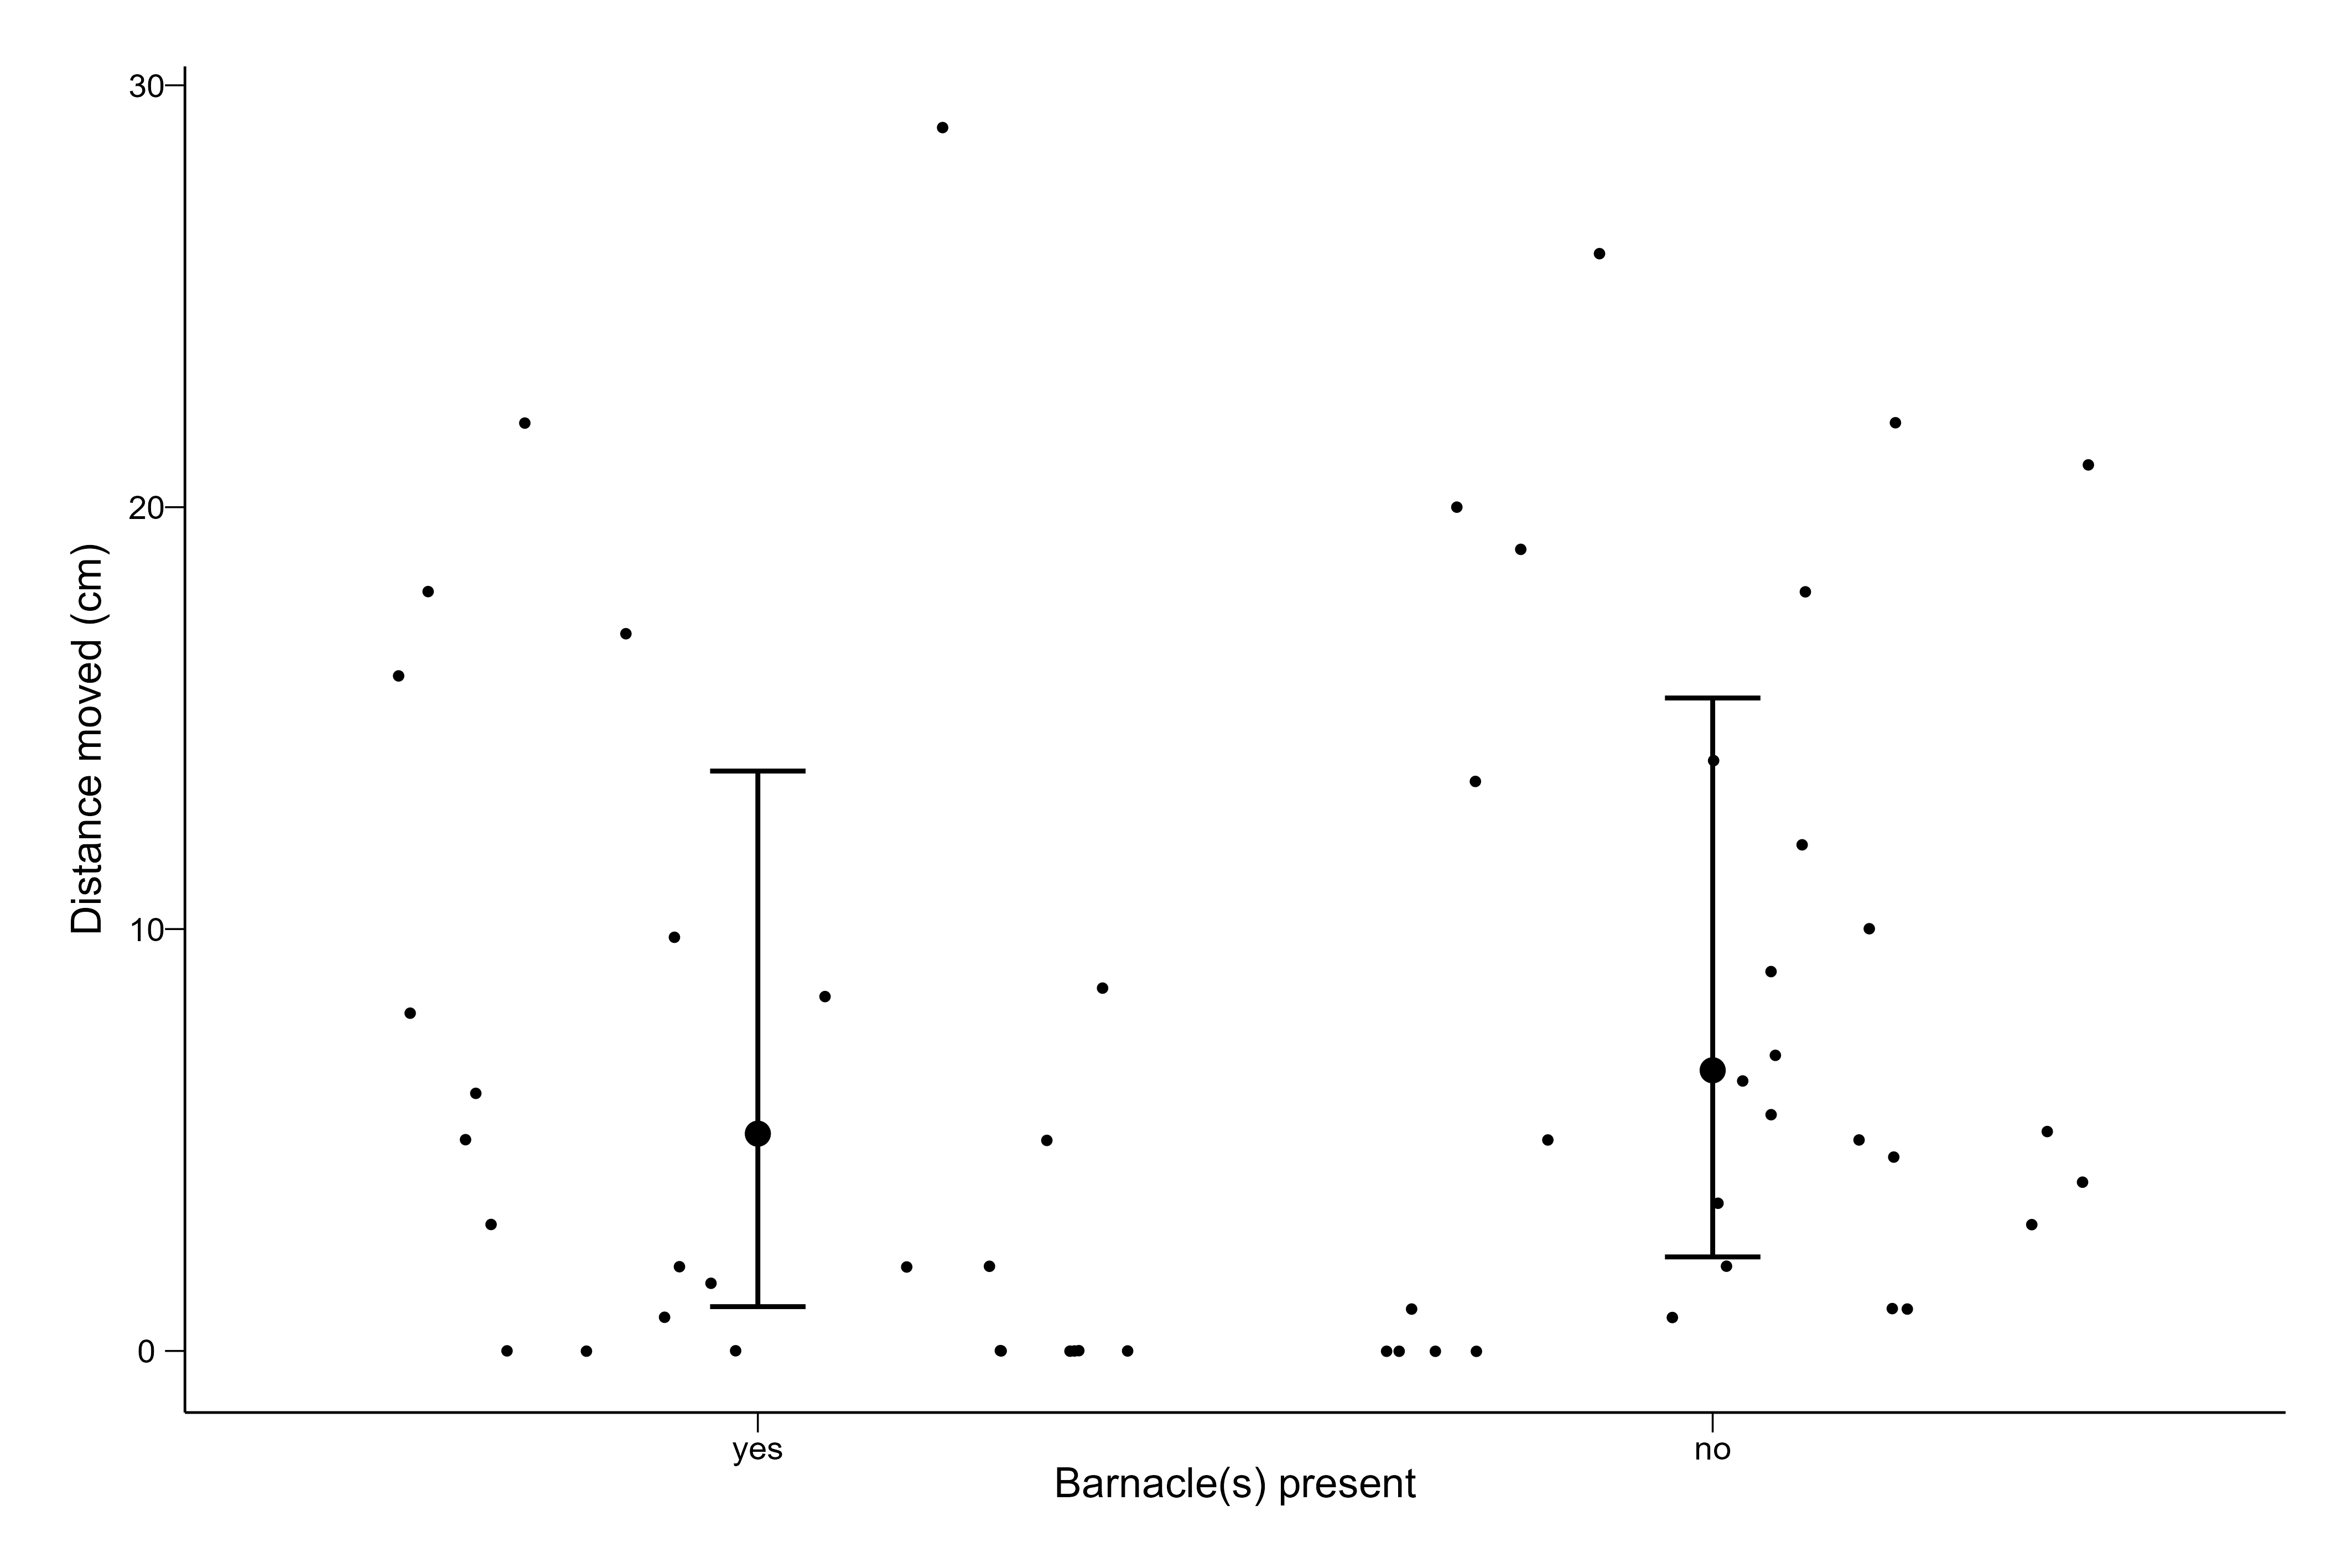 30
20
10
0
Distance moved (cm)
yes
no
Barnacle(s) present